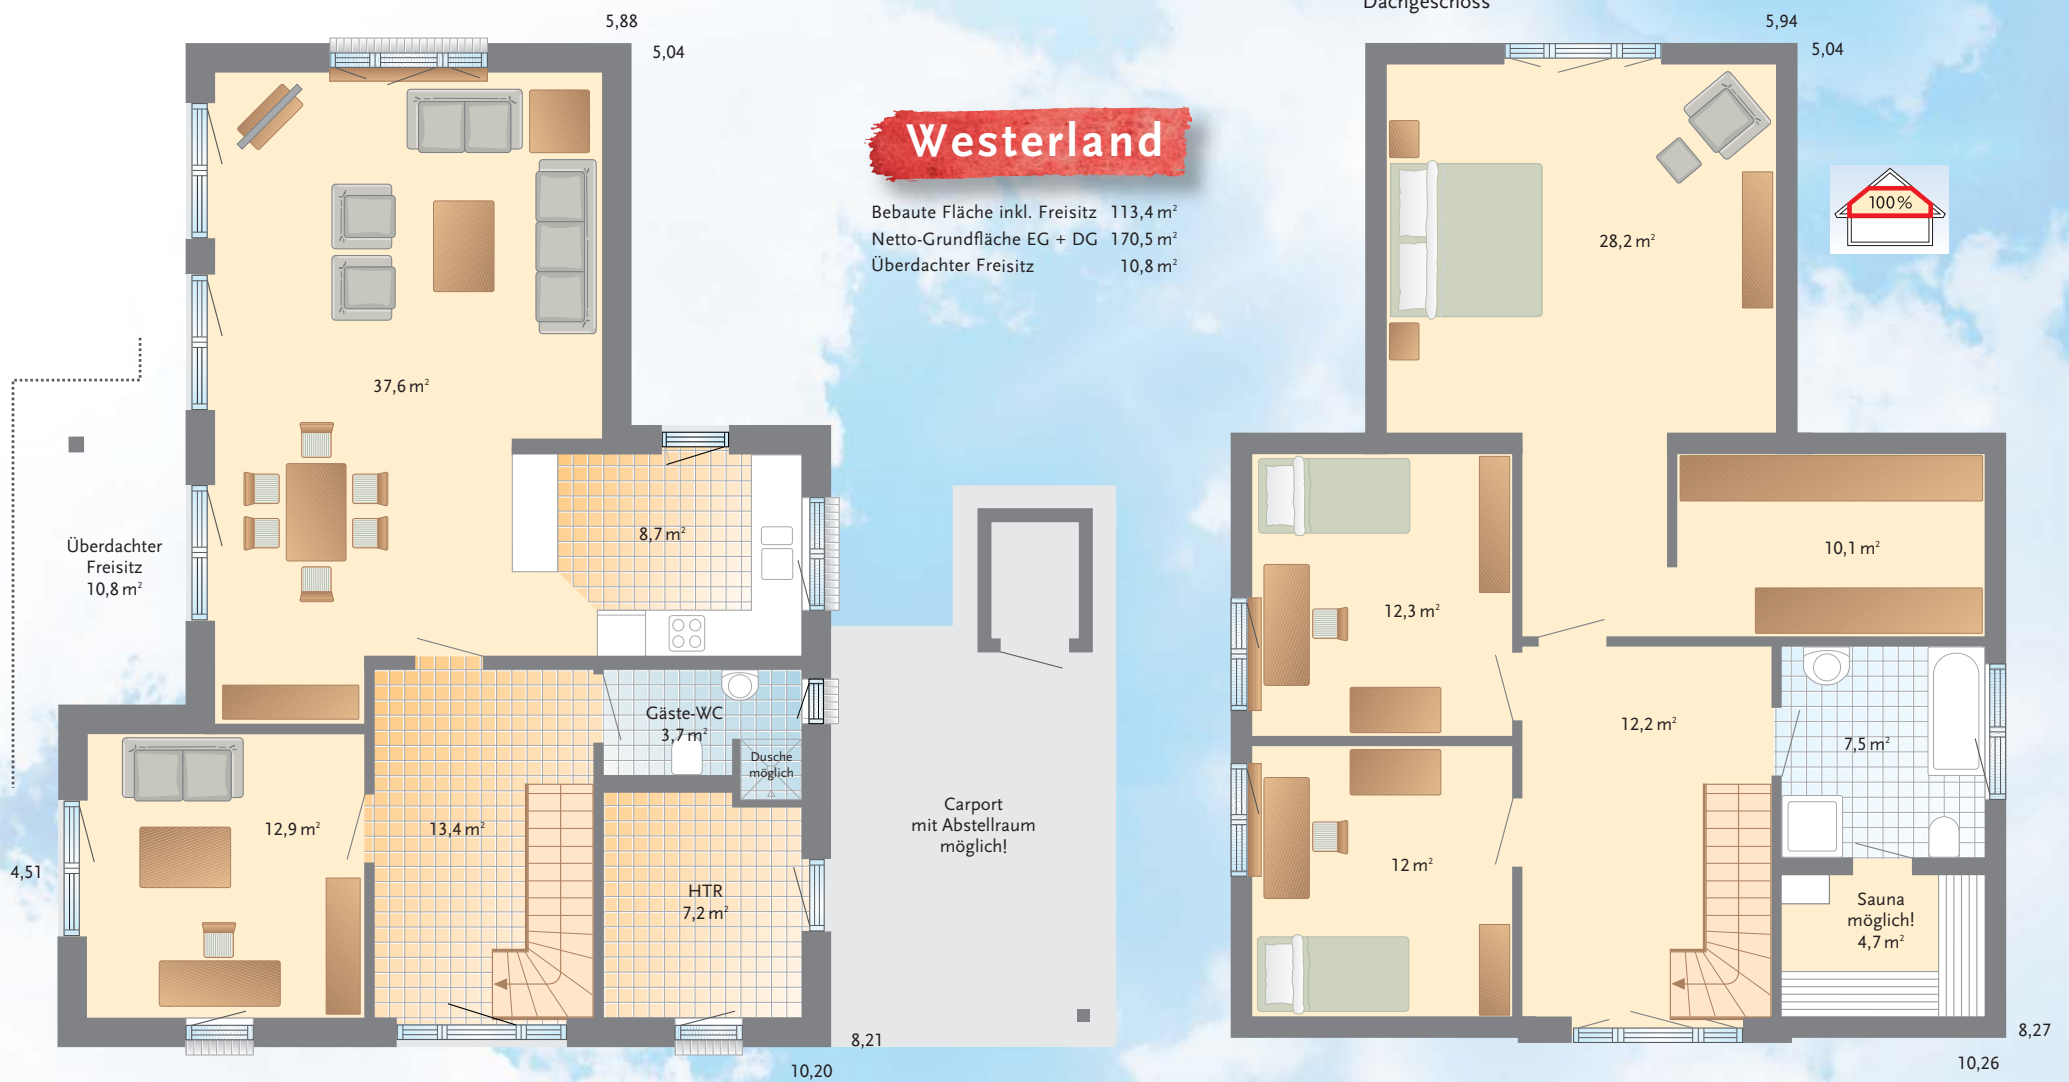 Dachgeschoss
5,88
5,04
5,94
5,04
Westerland
Bebaute Fläche inkl. Freisitz 113,4 m²
Netto-Grundfläche EG + DG 170,5 m²
Überdachter Freisitz 10,8 m²
100%
28,2 m²
37,6 m²
8,7 m²
Überdachter
Freisitz
10,8 m²
10,1 m²
12,3 m²
Gäste-WC
3,7 m²
Dusche
möglich
12,2 m²
7,5 m²
12,9 m²
13,4 m²
Carport
mit Abstellraum
möglich!
4,51
HTR
7,2 m²
12 m²
Sauna
möglich!
4,7 m²
8,21
10,20
8,27
10,26